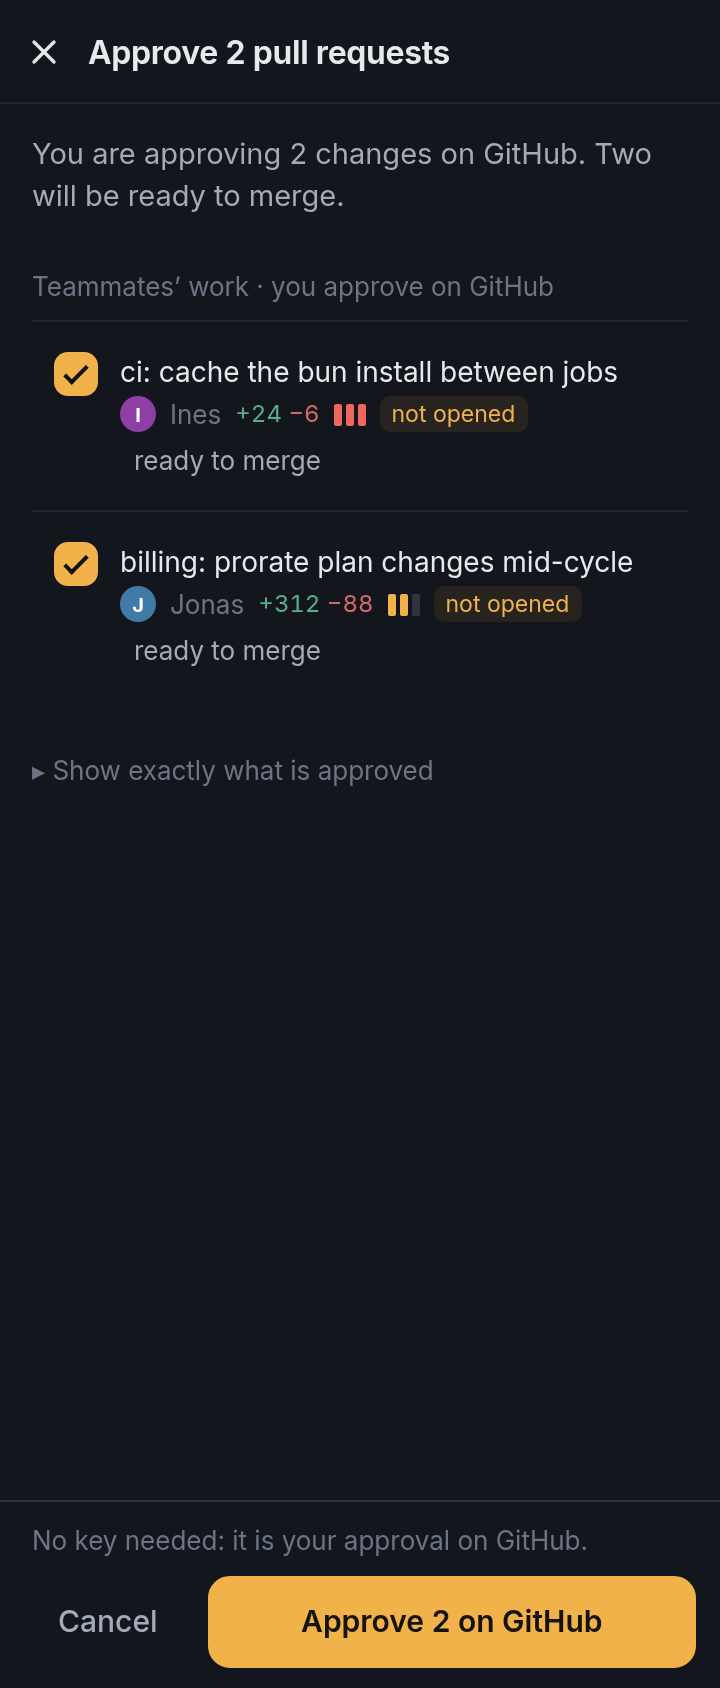 Approve 2 pull requests
You are approving 2 changes on GitHub. Two
will be ready to merge.
Teammates’ work · you approve on GitHub
ci: cache the bun install between jobs
I Ines +24 −6 not opened
ready to merge
billing: prorate plan changes mid-cycle
J Jonas +312 −88 not opened
ready to merge
▸ Show exactly what is approved
No key needed: it is your approval on GitHub.
Cancel Approve 2 on GitHub